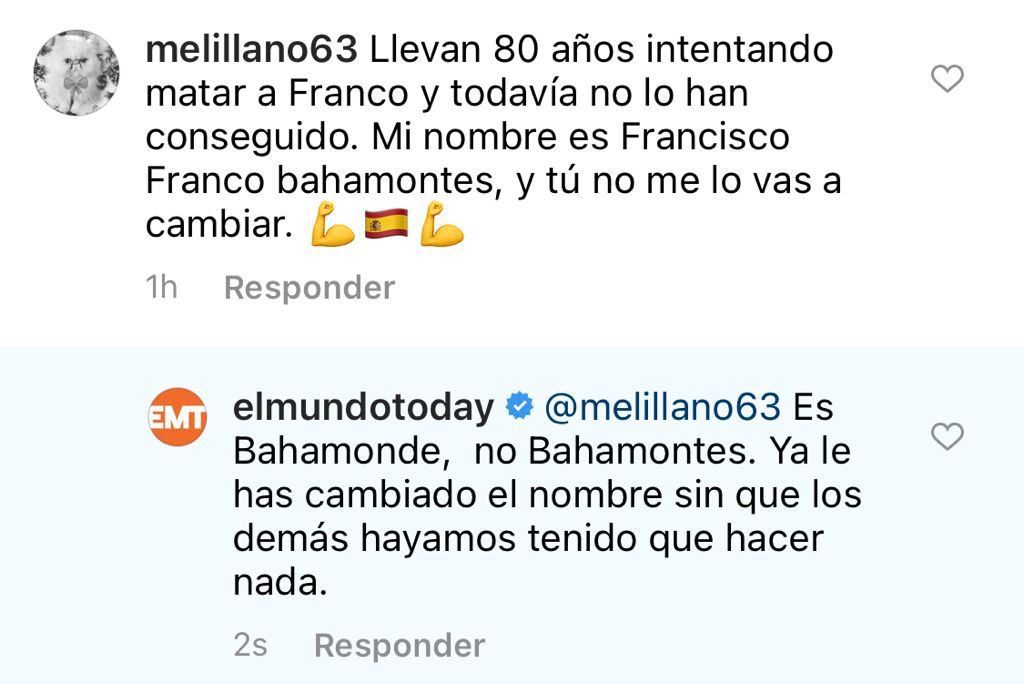 melillano63 Llevan 80 años intentando
matar a Franco y todavía no lo han
conseguido. Mi nombre es Francisco
Franco bahamontes, y tú no me lo vas a
cambiar. 💪🇪🇸💪
1h Responder
EMT
elmundotoday @melillano63 Es
Bahamonde,  no Bahamontes. Ya le
has cambiado el nombre sin que los
demás hayamos tenido que hacer
nada.
2s Responder